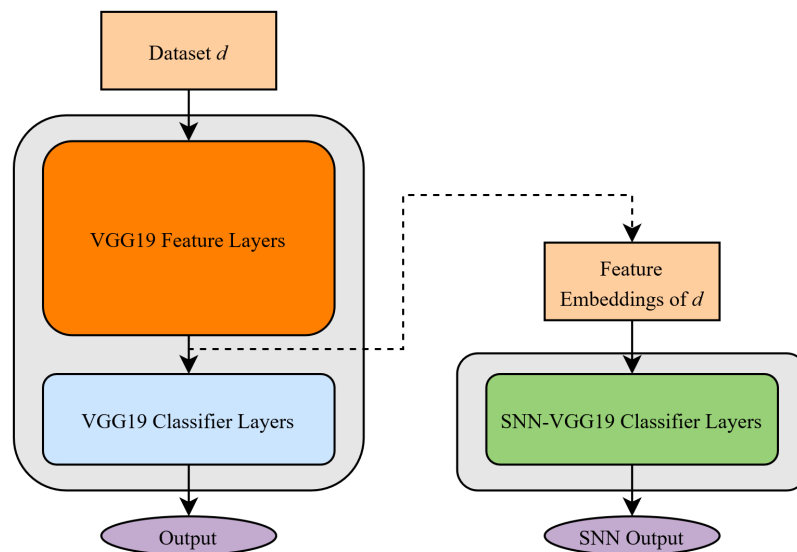 Dataset d
VGG19 Feature Layers
VGG19 Classifier Layers
Output
Feature
Embeddings of d
SNN-VGG19 Classifier Layers
SNN Output